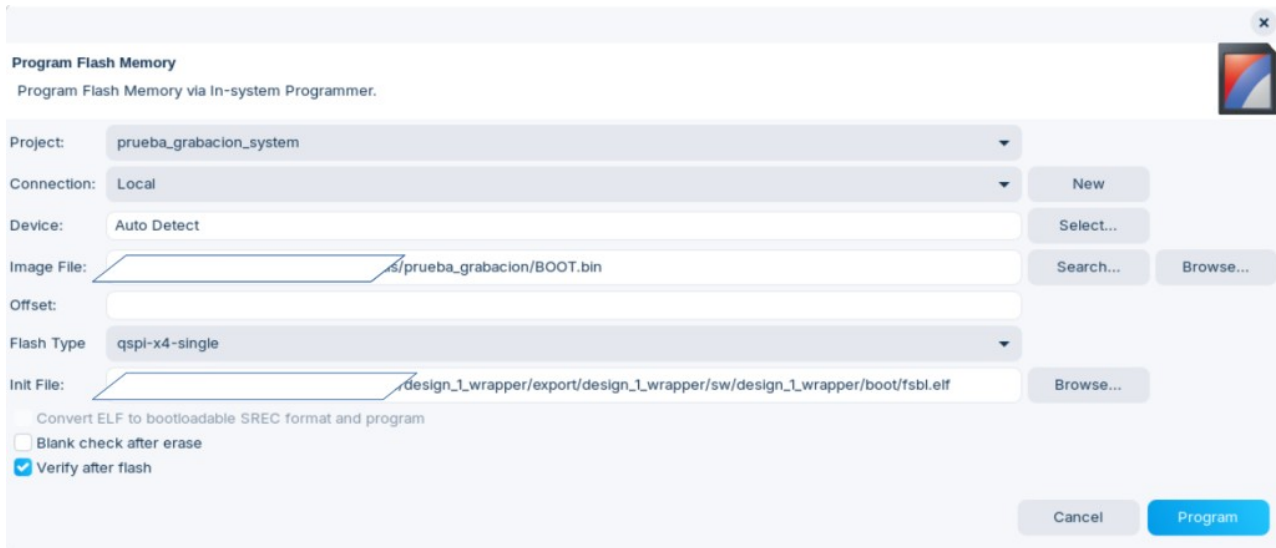 Program Flash Memory
Program Flash Memory via In-system Programmer.
Project: prueba_grabacion_system
Connection: Local New
Device: Auto Detect Select...
Image File: /prueba_grabacion/BOOT.bin Search... Browse...
Offset:
Flash Type qspi-x4-single
Init File: /design_1_wrapper/export/design_1_wrapper/sw/design_1_wrapper/boot/fsbl.elf Browse...
Convert ELF to bootloadable SREC format and program
Blank check after erase
Verify after flash
Cancel Program